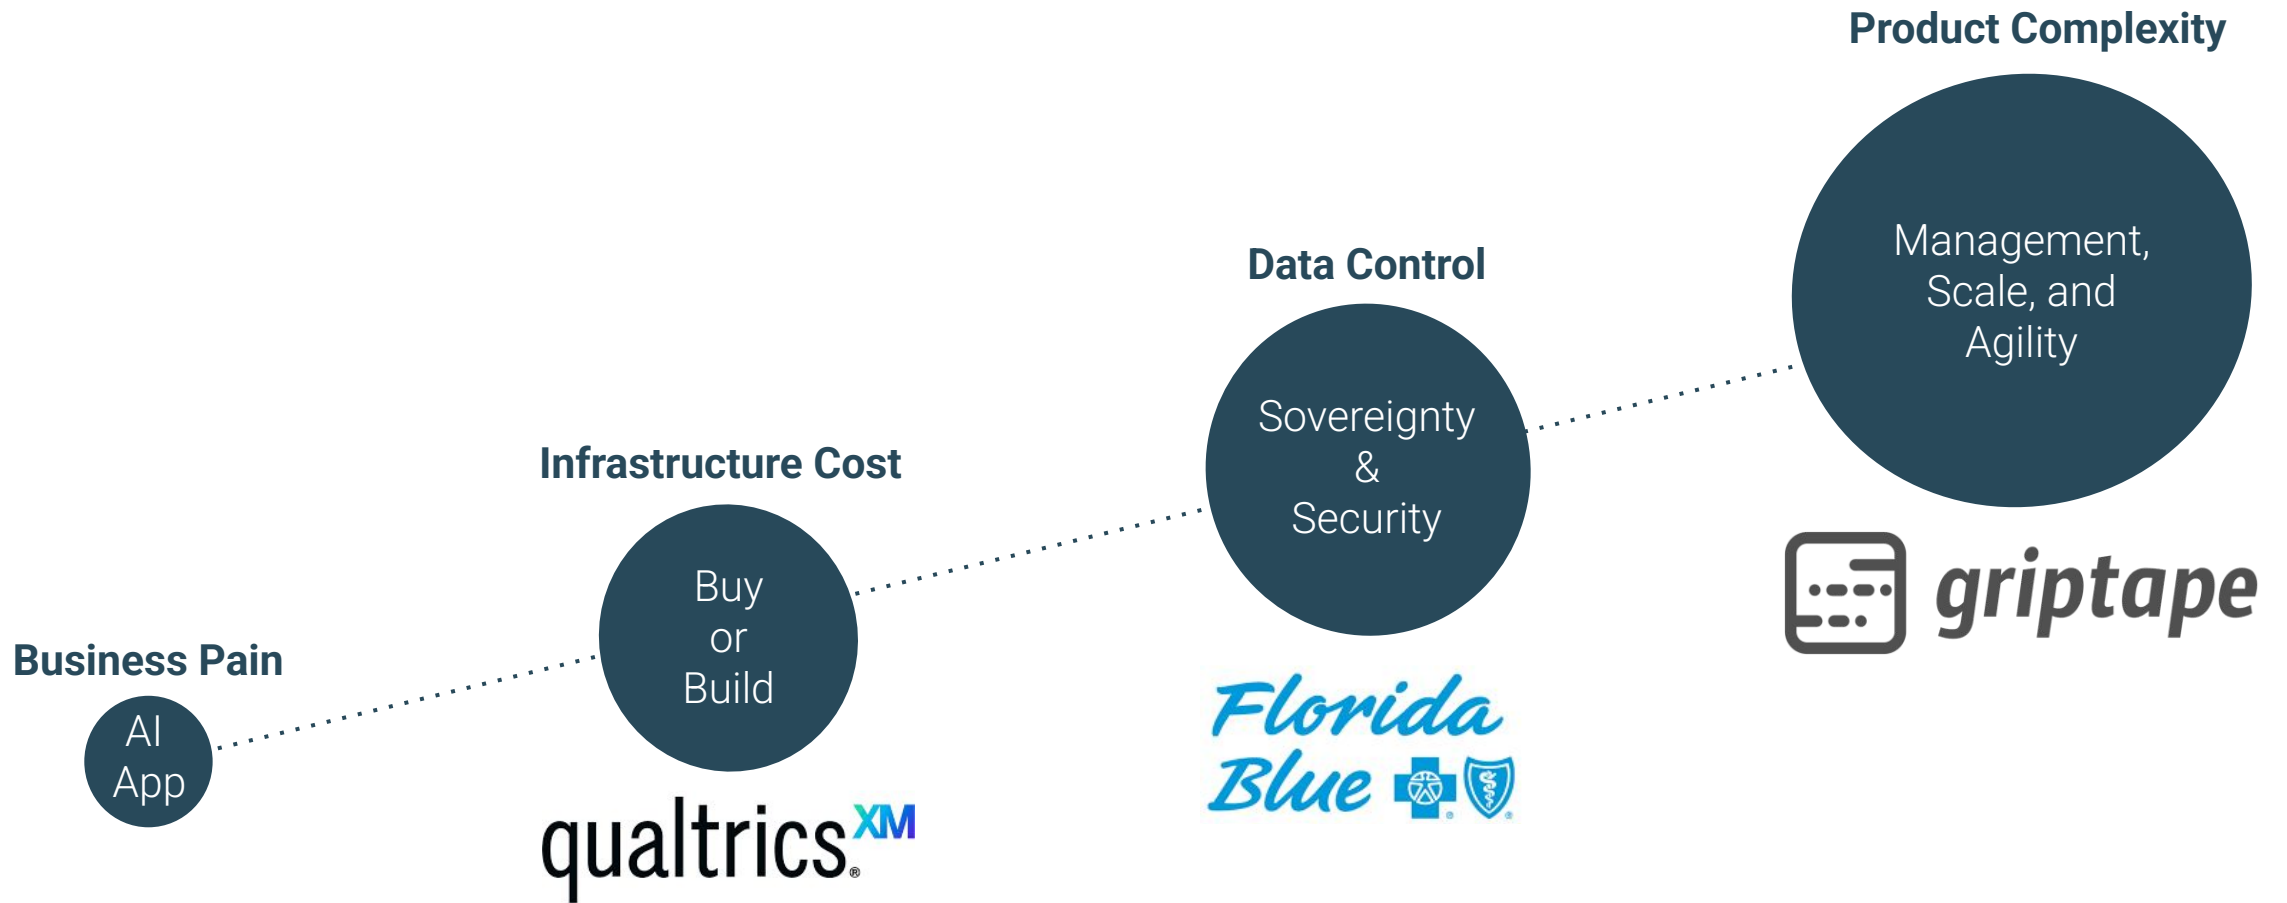 Business Pain
AI
App
Infrastructure Cost
Buy
or
Build
qualtrics.XM
®
Data Control
Sovereignty
&
Security
Florida
Blue
®
®
Product Complexity
Management,
Scale, and
Agility
griptape